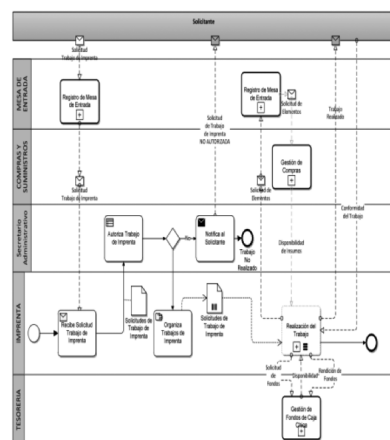 Solicitante
Solicitud
Trabajo de Imprenta
MESA DE
ENTRADA
Registro de Mesa
de Entrada
Registro de Mesa
de Entrada
Solicitud de
Elementos
Solicitud
de Trabajo
de Imprenta
NO AUTORIZADA
Trabajo
Realizado
COMPRAS Y
SUMINISTROS
Solicitud
Trabajo de Imprenta
Gestión de
Compras
Solicitud de
Elementos
Conformidad
del Trabajo
Secretario
Administrativo
Autoriza Trabajo
de Imprenta
No
Notifica al
Solicitante
Trabajo
No
Realizado
Disponibilidad
de Insumos
IMPRENTA
Recibe Solicitud
Trabajo de
Imprenta
Solicitudes de
Trabajo de
Imprenta
Organiza
Trabajos de
Imprenta
Solicitudes de
Trabajo de
Imprenta
Realización del
Trabajo
Solicitud
de
Fondos
Disponibilidad
Rendición de
Fondos
TESORERIA
Gestión de
Fondos de Caja
Chica